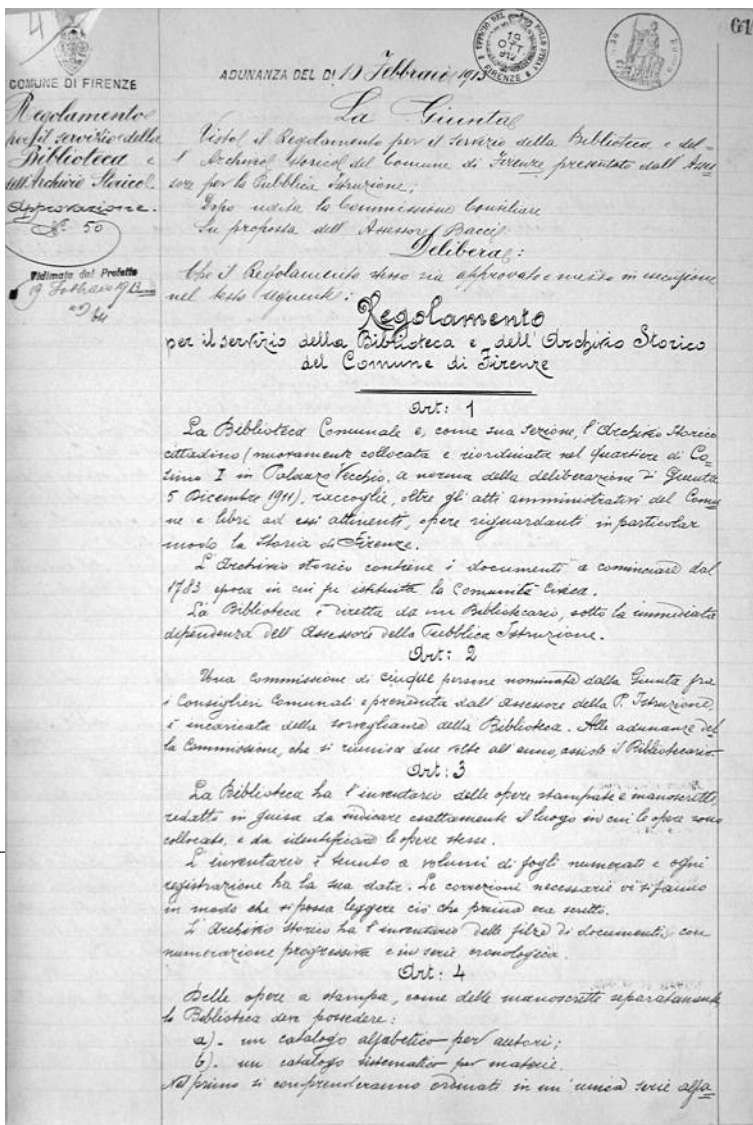 4
61
COMUNE DI FIRENZE
Regolamento
per il servizio della
Biblioteca e
dell'Archivio Storico.
Approvazione.
N.° 50
Vidimata dal Prefetto
19 Febbraio 1913
UFFICIO DEL BOLLO
19
OTT
912
FIRENZE
ADUNANZA DEL DI 13 Febbraio 1913
La Giunta
Visto il Regolamento per il servizio della Biblioteca e del=
l'Archivio storico del Comune di Firenze presentato dall'Asses
sore per la Pubblica Istruzione;
Dopo udita la Commissione Consiliare
Su proposta dell'Assessore Bacci;
Delibera:
Che il Regolamento stesso sia approvato e messo in esecuzione
nel testo seguente:
Regolamento
per il servizio della Biblioteca e dell'Archivio Storico
del Comune di Firenze
Art: 1
La Biblioteca Comunale e, come sua sezione, l'Archivio storico
cittadino (nuovamente collocata e riordinata nel quartiere di Co=
simo I in Palazzo Vecchio, a norma della deliberazione di Giunta
5 Dicembre 1911), raccoglie, oltre gli atti amministrativi del Comu
ne e libri ad essi attinenti, opere riguardanti in particolar
modo la storia di Firenze.
L'Archivio storico contiene i documenti a cominciare dal
1783 epoca in cui fu istituita la Comunità Civica.
La Biblioteca è diretta da un Bibliotecario, sotto la immediata
dipendenza dell'Assessore della Pubblica Istruzione.
Art: 2
Una commissione di cinque persone nominata dalla Giunta fra
i Consiglieri Comunali e presieduta dall'Assessore della P. Istruzione,
è incaricata della sorveglianza della Biblioteca. Alle adunanze del
la Commissione, che si riunisce due volte all'anno, assiste il Bibliotecario.
Art: 3
La Biblioteca ha l'inventario delle opere stampate e manoscritte,
redatto in guisa da indicare esattamente il luogo in cui le opere sono
collocate, e da identificare le opere stesse.
L'inventario è tenuto a volumi di fogli numerati e ogni
registrazione ha la sua data. Le correzioni necessarie vi si fanno
in modo che si possa leggere ciò che prima era scritto.
L'Archivio storico ha l'inventario delle filze di documenti, con
numerazione progressiva e in serie cronologica.
Art: 4
Delle opere a stampa, come delle manoscritte separatamente
la Biblioteca deve possedere:
a)- un catalogo alfabetico per autori;
b)- un catalogo sistematico per materie.
Nel primo si comprenderanno ordinati in un'unica serie alfa=